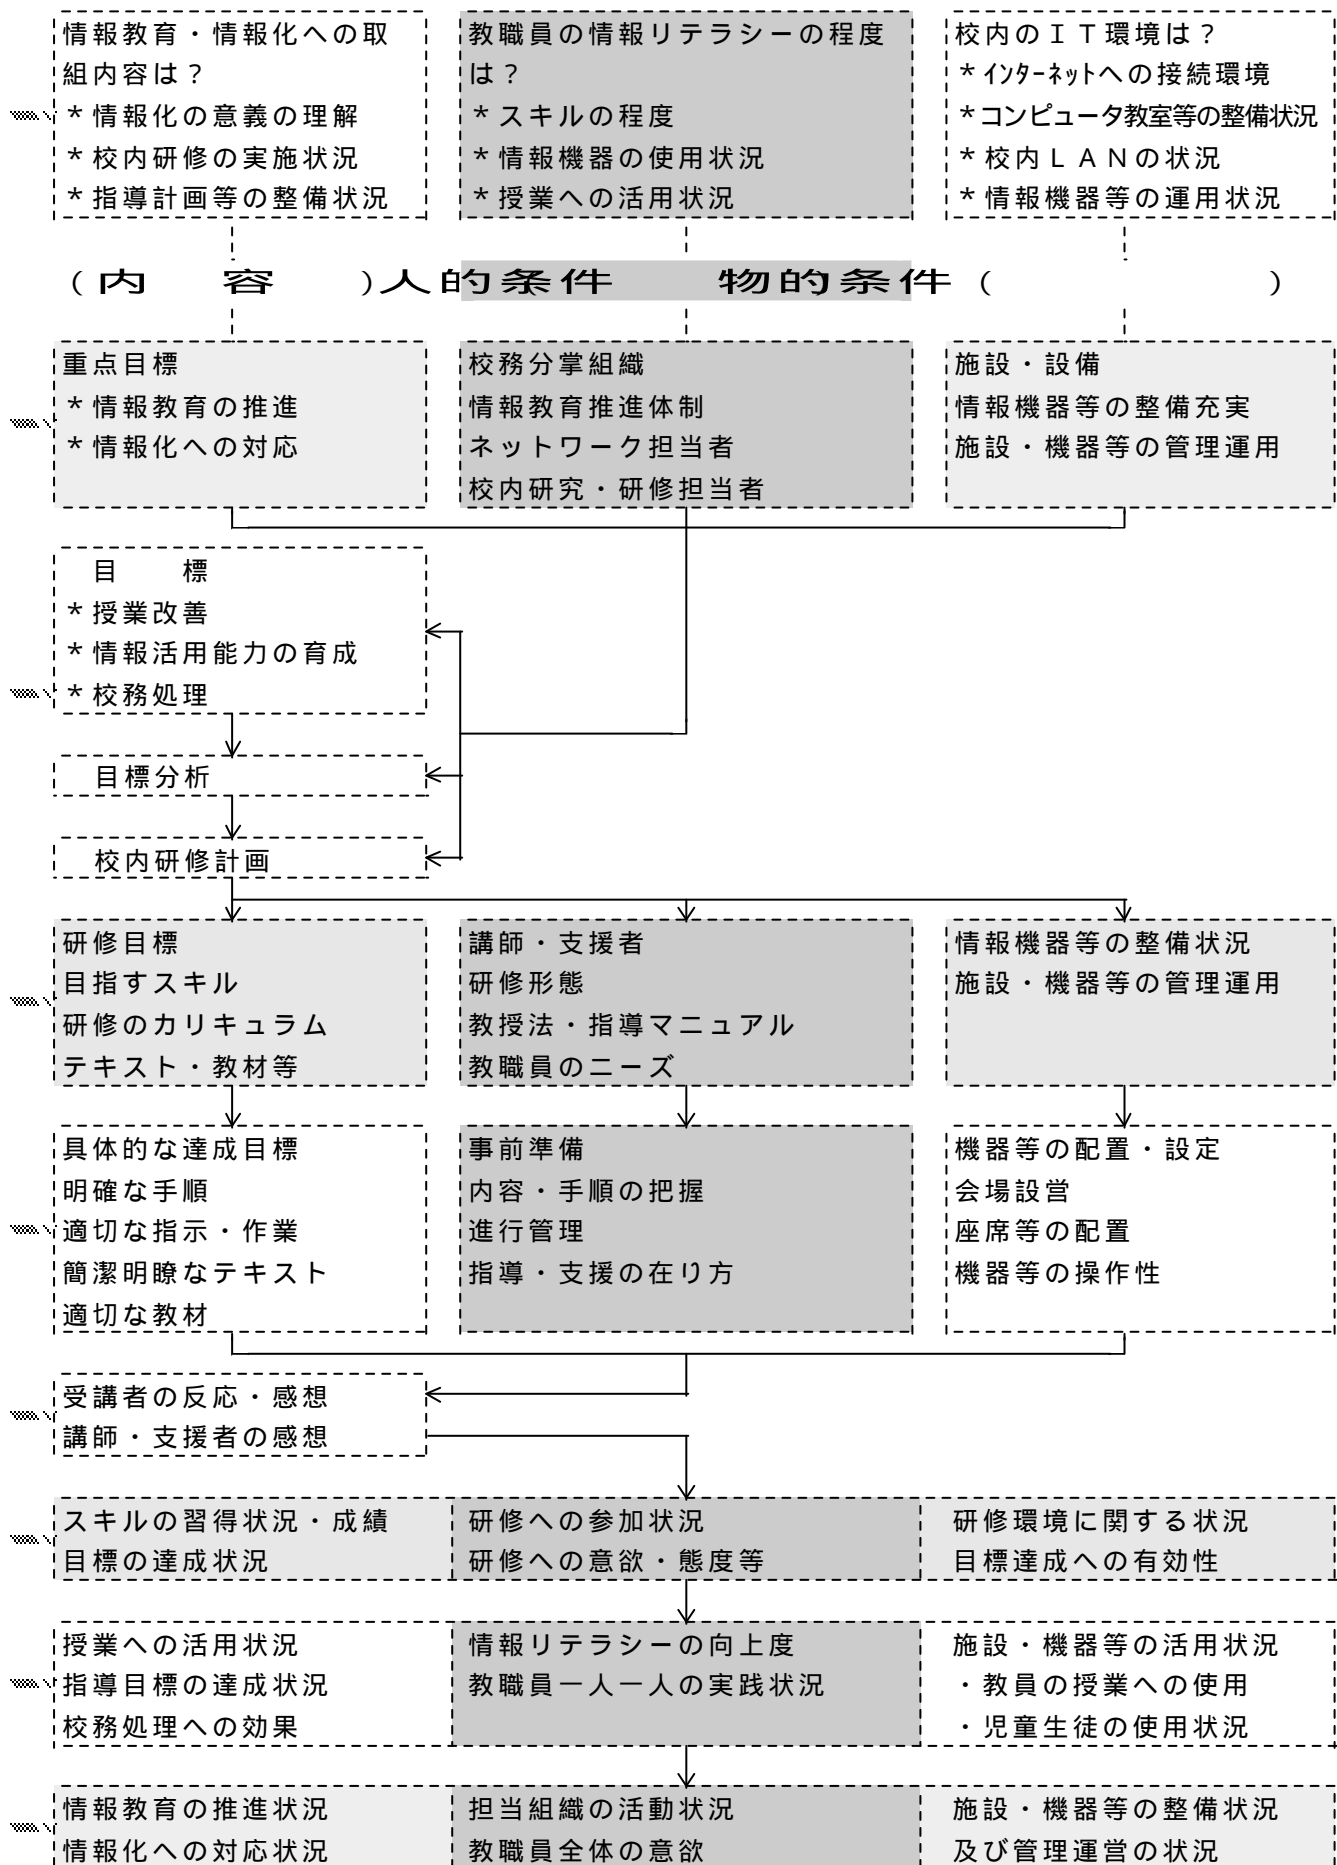 情報教育・情報化への取
組内容は？
＊情報化の意義の理解
＊校内研修の実施状況
＊指導計画等の整備状況
教職員の情報リテラシーの程度
は？
＊スキルの程度
＊情報機器の使用状況
＊授業への活用状況
校内のＩＴ環境は？
＊ｲﾝﾀｰﾈｯﾄへの接続環境
＊コンピュータ教室等の整備状況
＊校内ＬＡＮの状況
＊情報機器等の運用状況
(内　容　)人的条件(　物的条件(　　)
重点目標
＊情報教育の推進
＊情報化への対応
校務分掌組織
情報教育推進体制
ネットワーク担当者
校内研究・研修担当者
施設・設備
情報機器等の整備充実
施設・機器等の管理運用
目　標
＊授業改善
＊情報活用能力の育成
＊校務処理
目標分析
校内研修計画
研修目標
目指すスキル
研修のカリキュラム
テキスト・教材等
講師・支援者
研修形態
教授法・指導マニュアル
教職員のニーズ
情報機器等の整備状況
施設・機器等の管理運用
具体的な達成目標
明確な手順
適切な指示・作業
簡潔明瞭なテキスト
適切な教材
事前準備
内容・手順の把握
進行管理
指導・支援の在り方
機器等の配置・設定
会場設営
座席等の配置
機器等の操作性
受講者の反応・感想
講師・支援者の感想
スキルの習得状況・成績
目標の達成状況
研修への参加状況
研修への意欲・態度等
研修環境に関する状況
目標達成への有効性
授業への活用状況
指導目標の達成状況
校務処理への効果
情報リテラシーの向上度
教職員一人一人の実践状況
施設・機器等の活用状況
・教員の授業への使用
・児童生徒の使用状況
情報教育の推進状況
情報化への対応状況
担当組織の活動状況
教職員全体の意欲
施設・機器等の整備状況
及び管理運営の状況